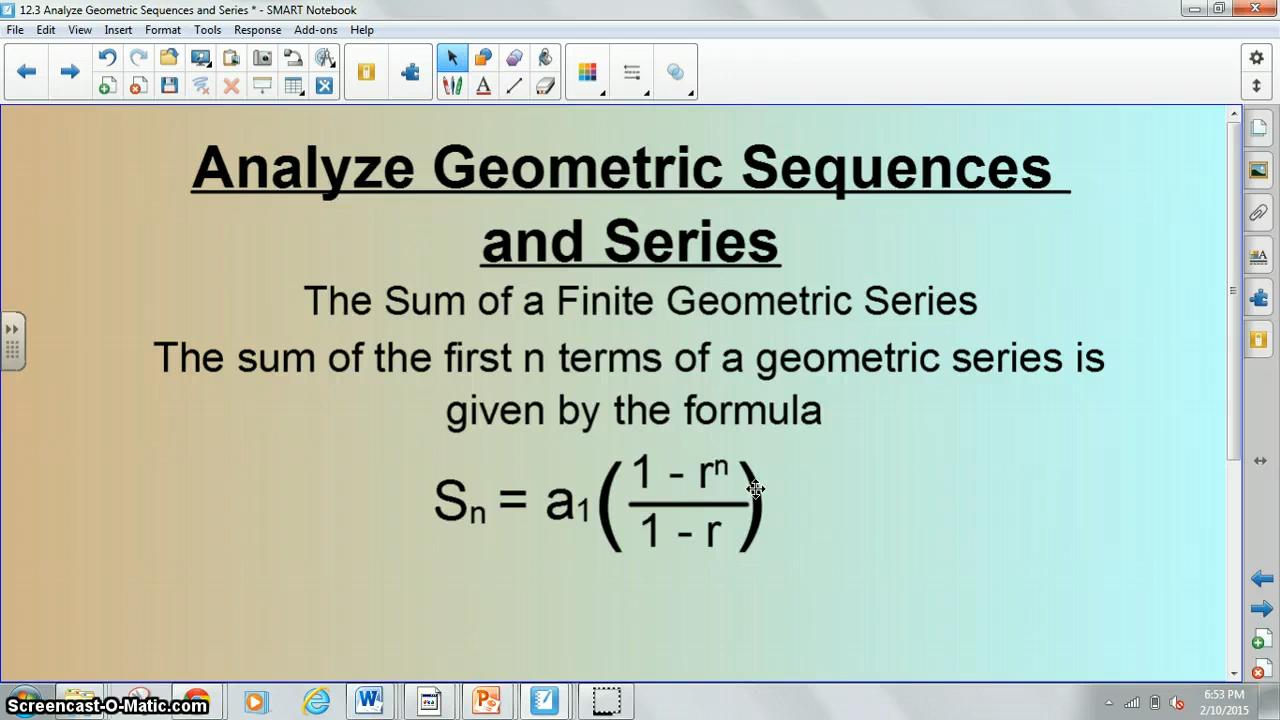 12.3 Analyze Geometric Sequences and Series * - SMART Notebook
File Edit View Insert Format Tools Response Add-ons Help
Analyze Geometric Sequences
and Series
The Sum of a Finite Geometric Series
The sum of the first n terms of a geometric series is
given by the formula
Sₙ = a₁((1 - rⁿ)/(1 - r))
Screencast-O-Matic.com
6:53 PM
2/10/2015